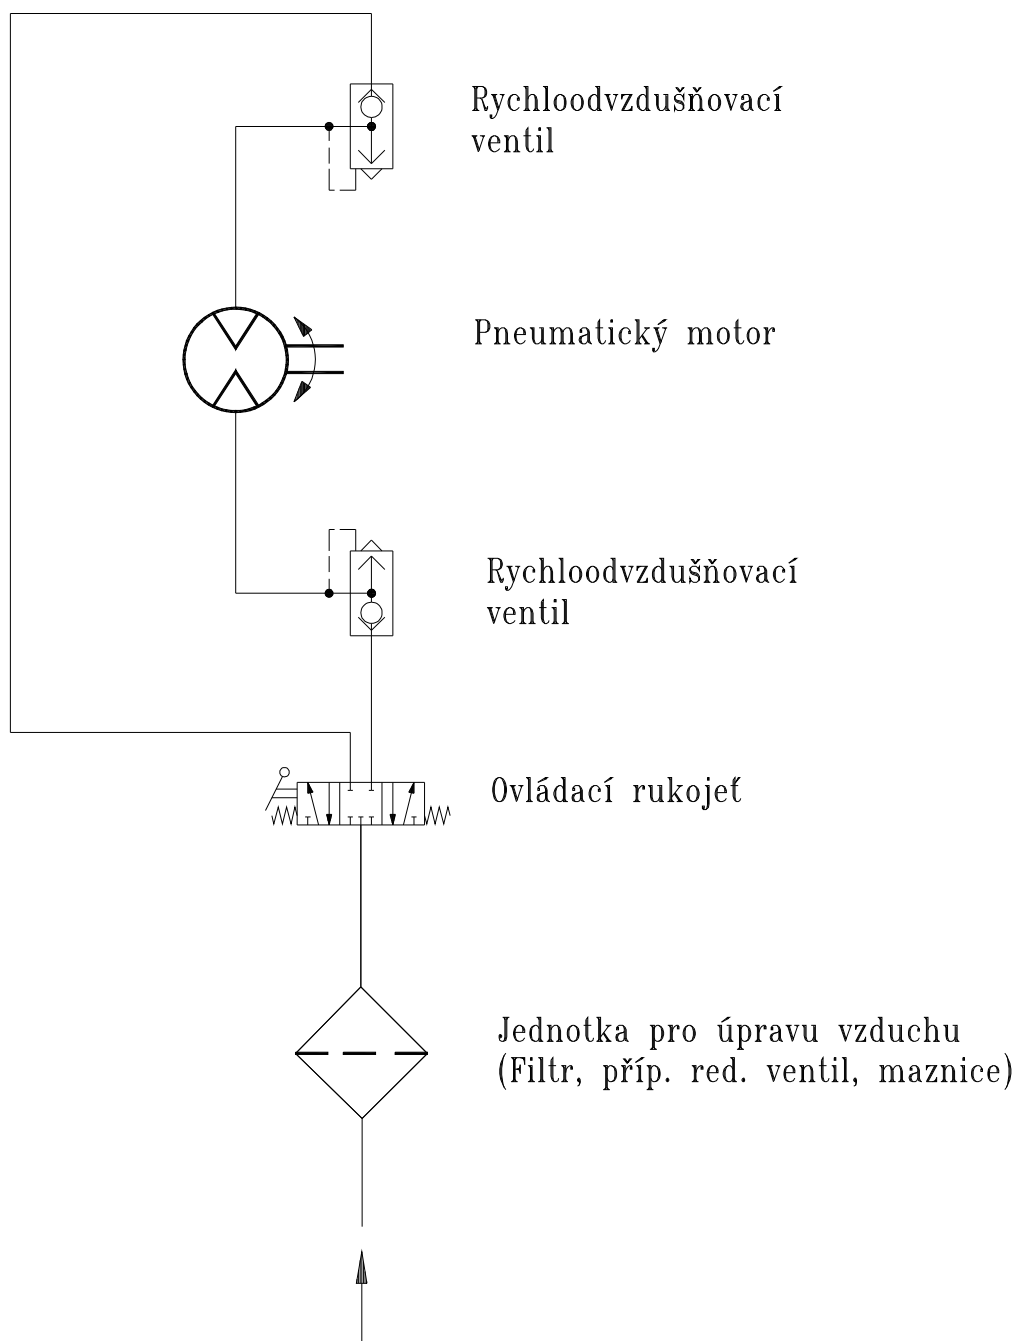 Rychloodvzdušňovací
ventil
Pneumatický motor
Rychloodvzdušňovací
ventil
Ovládací rukojeť
Jednotka pro úpravu vzduchu
(Filtr, příp. red. ventil, maznice)